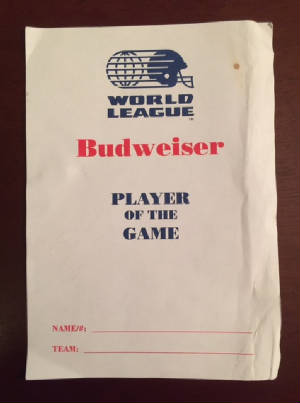 WORLD
LEAGUE
Budweiser
PLAYER
OF THE
GAME
NAME/#:
TEAM: